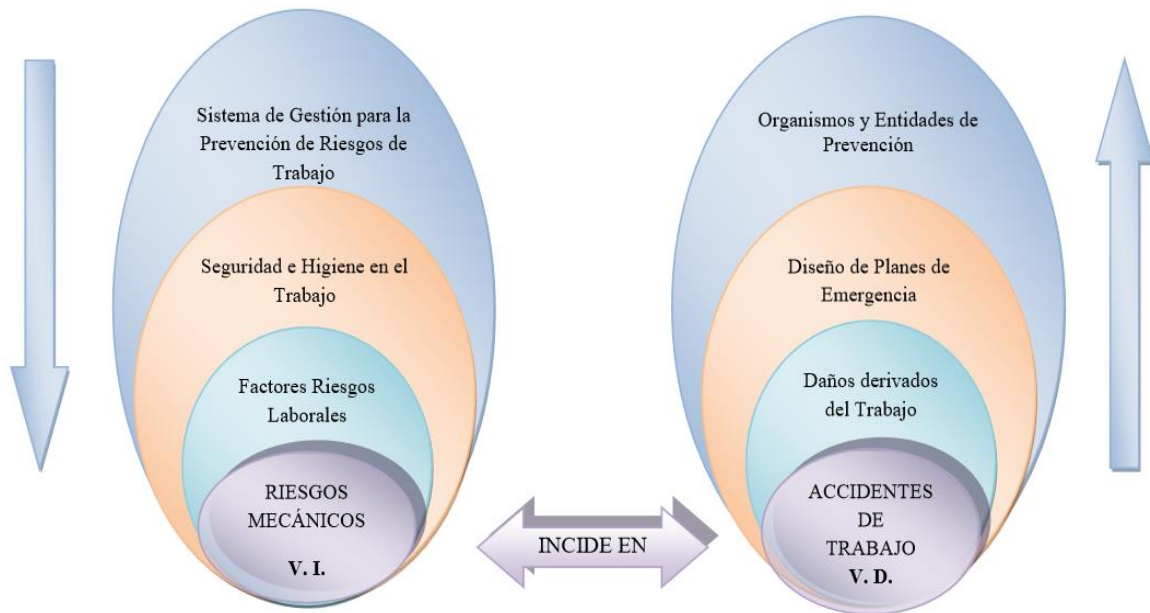 Sistema de Gestión para la
Prevención de Riesgos de
Trabajo
Seguridad e Higiene en el
Trabajo
Factores Riesgos
Laborales
RIESGOS
MECÁNICOS
V. I.
INCIDE EN
Organismos y Entidades de
Prevención
Diseño de Planes de
Emergencia
Daños derivados
del Trabajo
ACCIDENTES
DE
TRABAJO
V. D.